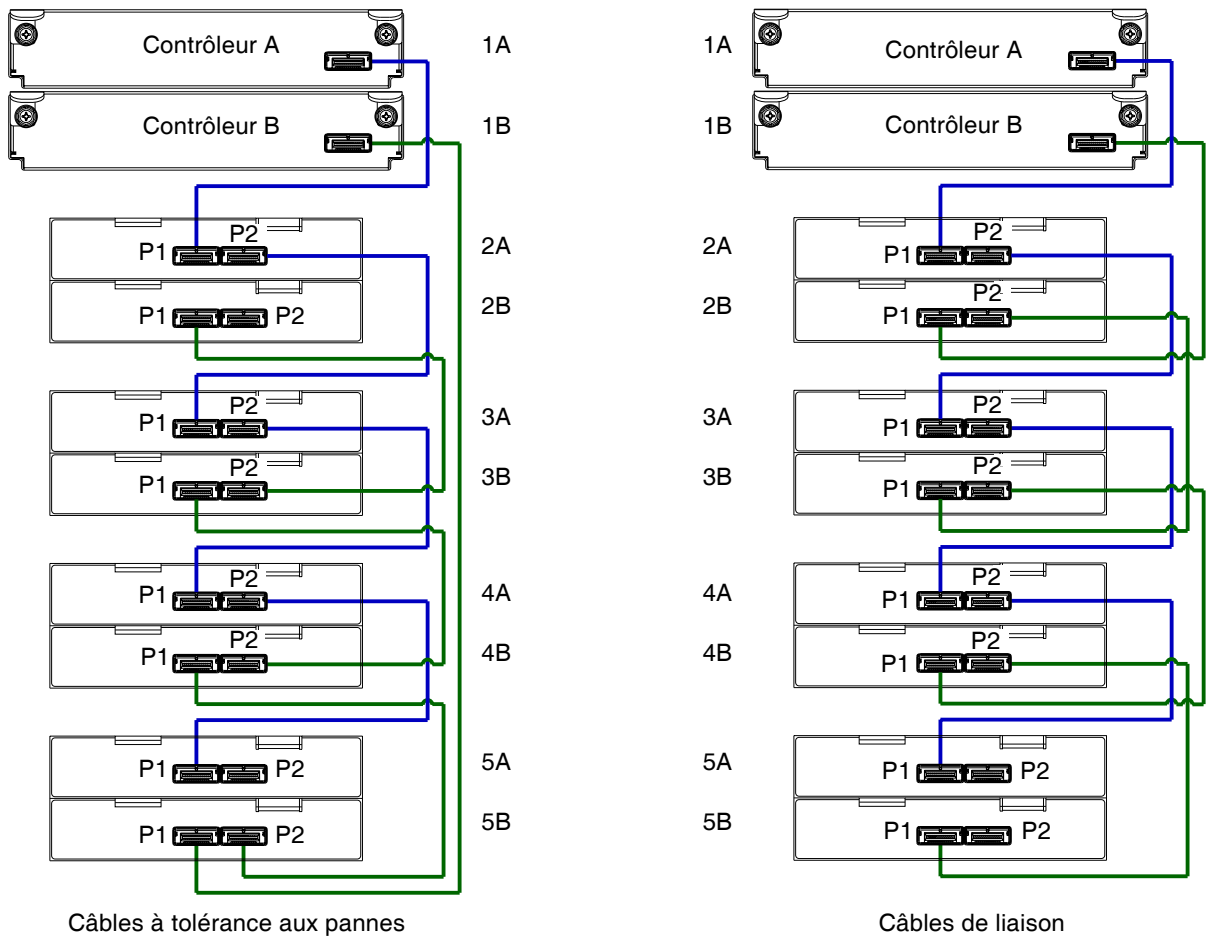 Contrôleur A 1A
Contrôleur B 1B
P1 P2 2A
P1 P2 2B
P1 P2 3A
P1 P2 3B
P1 P2 4A
P1 P2 4B
P1 P2 5A
P1 P2 5B
Câbles à tolérance aux pannes
1A Contrôleur A
1B Contrôleur B
2A P1 P2
2B P1 P2
3A P1 P2
3B P1 P2
4A P1 P2
4B P1 P2
5A P1 P2
5B P1 P2
Câbles de liaison